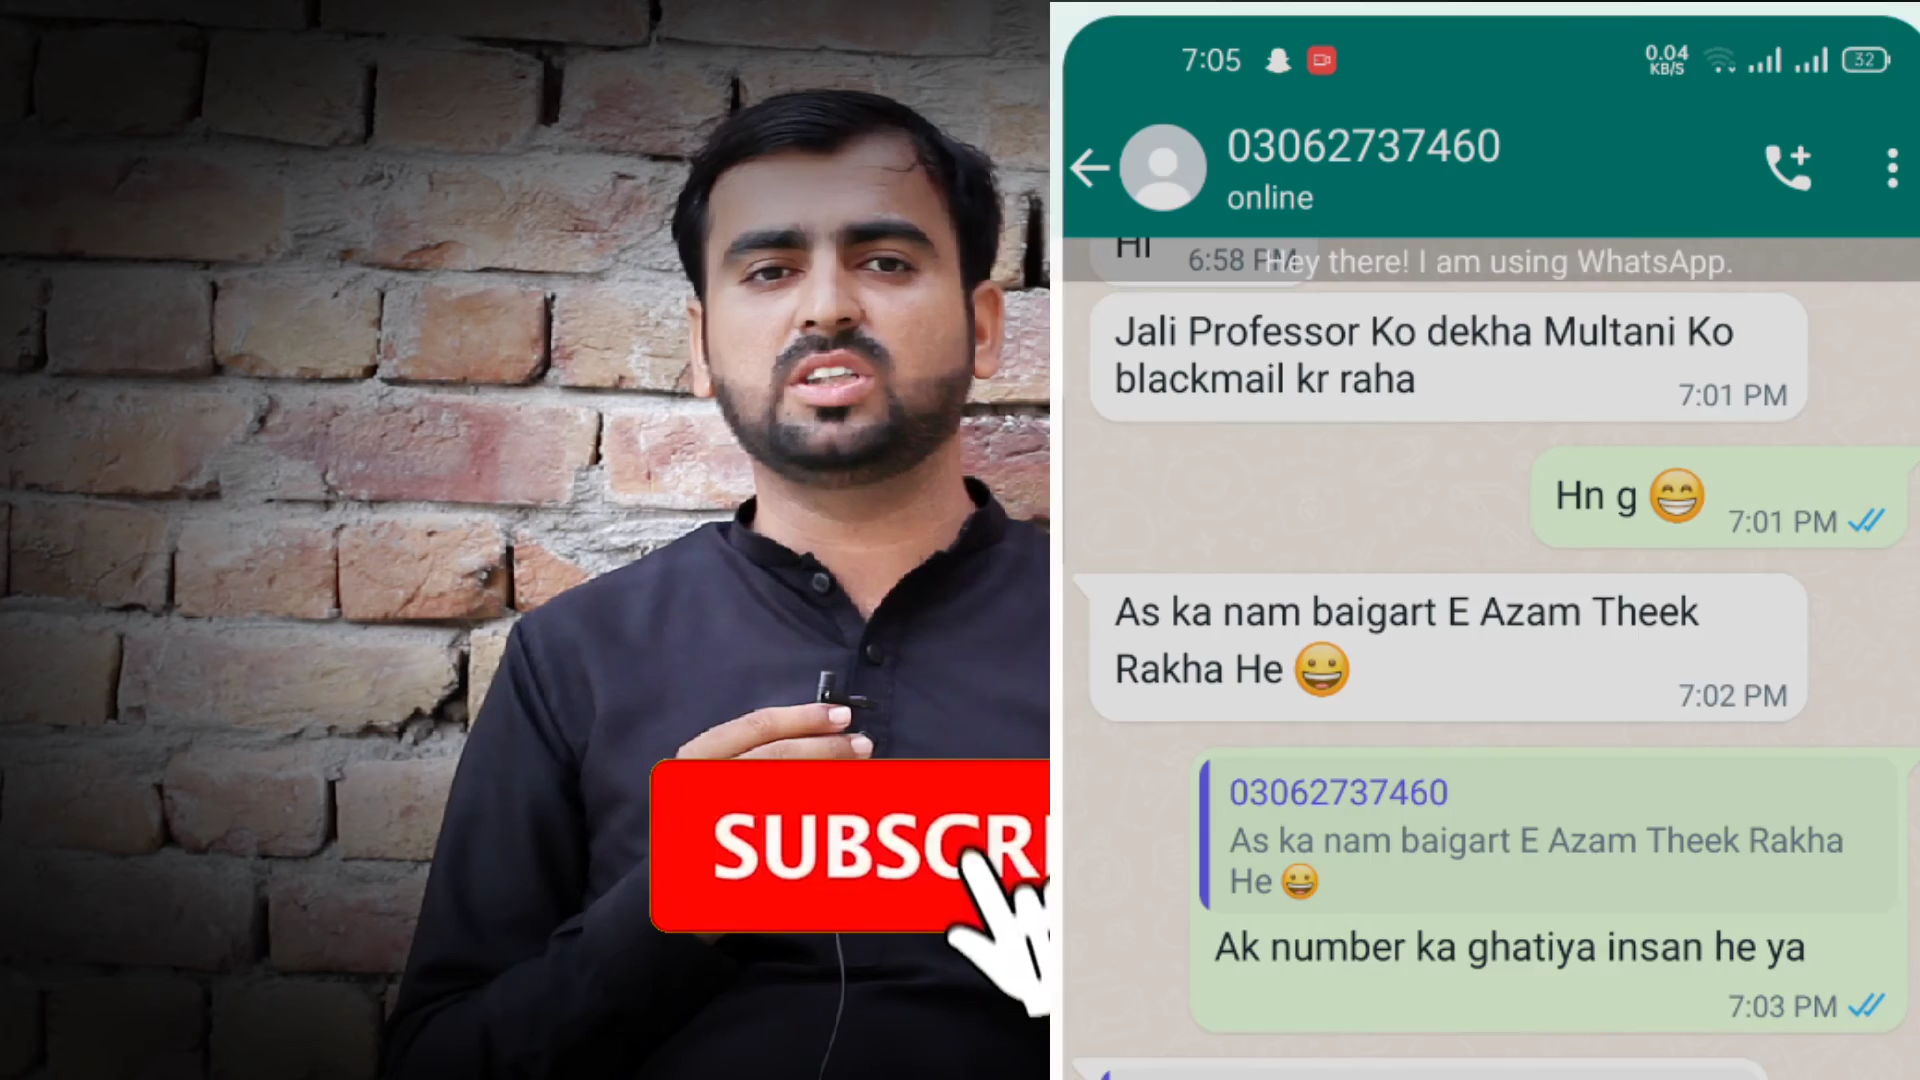 SUBSCRI
7:05
0.04
KB/S
32
03062737460
online
Hi
6:58 PM
Hey there! I am using WhatsApp.
Jali Professor Ko dekha Multani Ko
blackmail kr raha
7:01 PM
Hn g 😁
7:01 PM
As ka nam baigart E Azam Theek
Rakha He 😀
7:02 PM
03062737460
As ka nam baigart E Azam Theek Rakha
He 😀
Ak number ka ghatiya insan he ya
7:03 PM